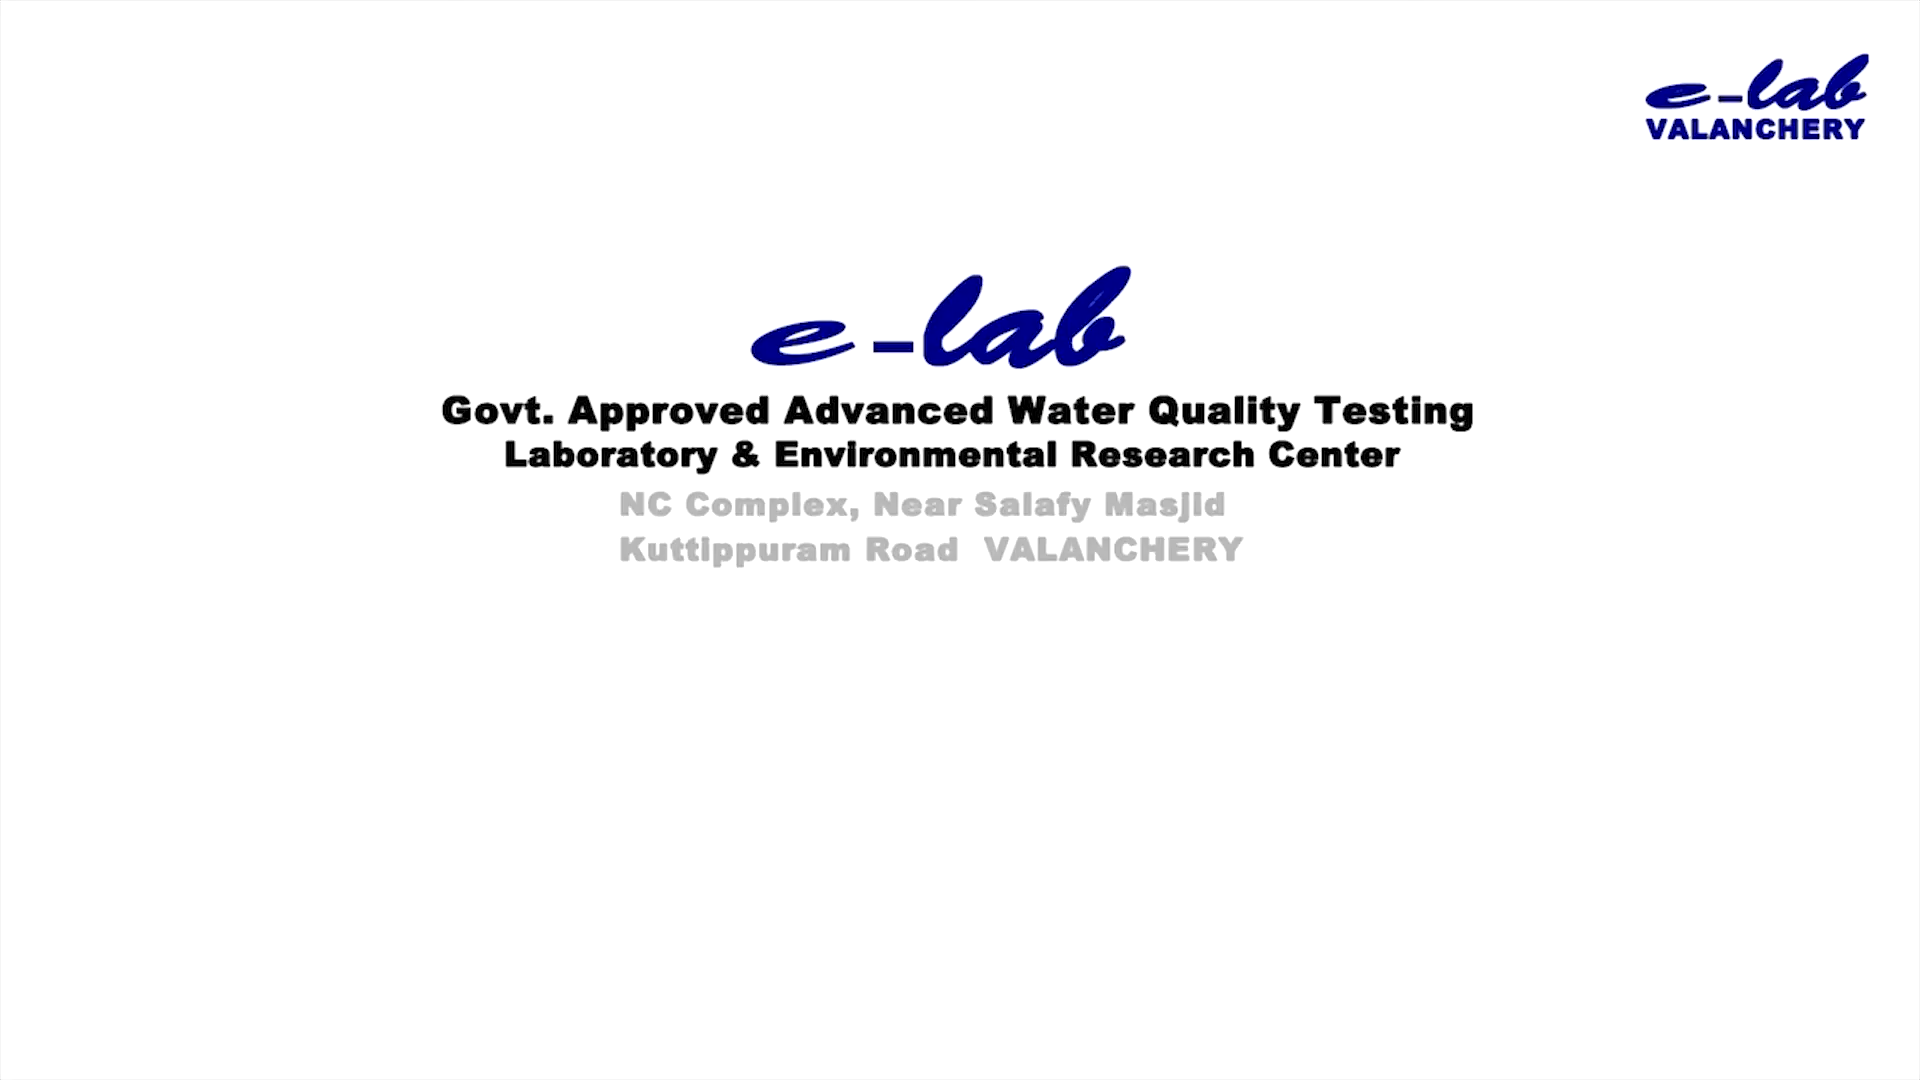 e-lab
VALANCHERY
e-lab
Govt. Approved Advanced Water Quality Testing
Laboratory & Environmental Research Center
NC Complex, Near Salafy Masjid
Kuttippuram Road VALANCHERY